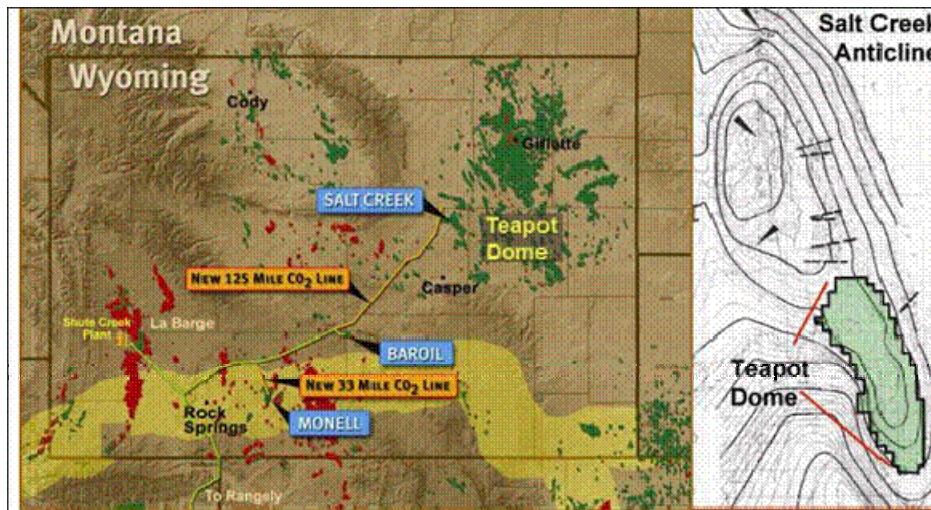 Montana
Wyoming
Cody
Gillette
SALT CREEK
Teapot
Dome
NEW 125 MILE CO2 LINE
Casper
Shute Creek
Plant
La Barge
BAROIL
NEW 33 MILE CO2 LINE
Rock
Springs
MONELL
To Rangely
Salt Creek
Anticline
Teapot
Dome